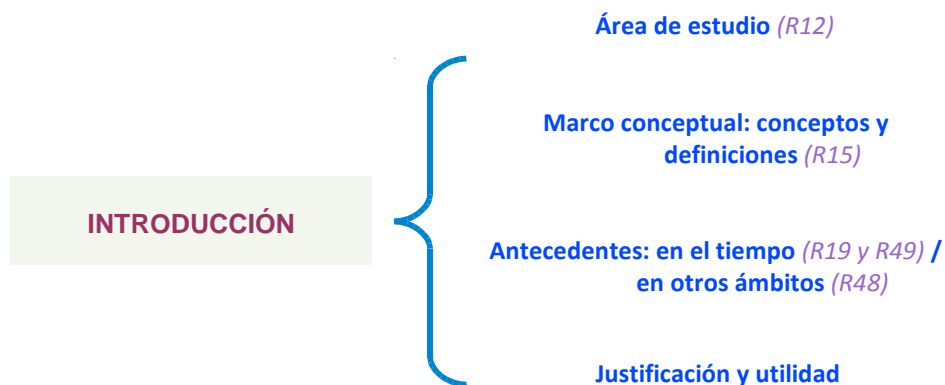 Área de estudio (R12)
Marco conceptual: conceptos y
definiciones (R15)
INTRODUCCIÓN
Antecedentes: en el tiempo (R19 y R49) /
en otros ámbitos (R48)
Justificación y utilidad